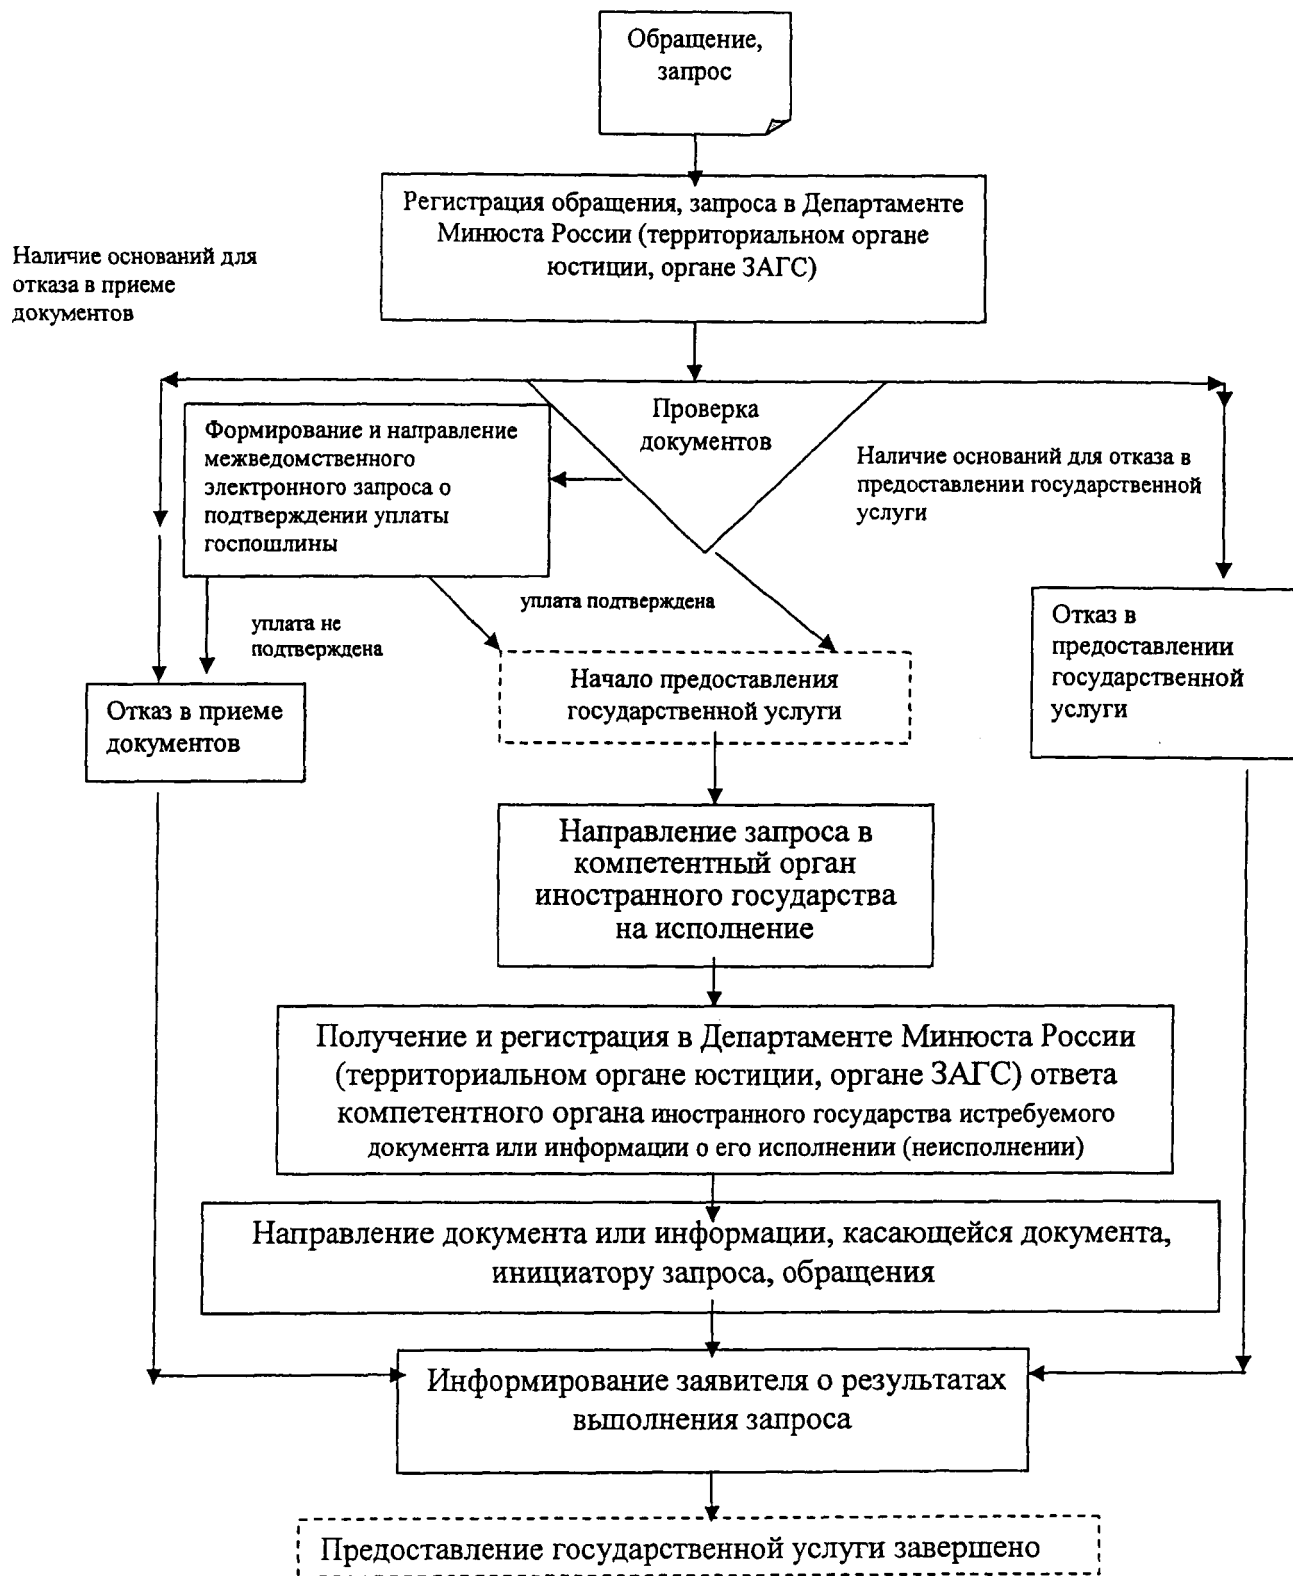 Обращение,
запрос
Регистрация обращения, запроса в Департаменте
Минюста России (территориальном органе
юстиции, органе ЗАГС)
Наличие оснований для
отказа в приеме
документов
Проверка
документов
Формирование и направление
межведомственного
электронного запроса о
подтверждении уплаты
госпошлины
Наличие оснований для отказа в
предоставлении государственной
услуги
уплата подтверждена
уплата не
подтверждена
Отказ в
предоставлении
государственной
услуги
Начало предоставления
государственной услуги
Отказ в приеме
документов
Направление запроса в
компетентный орган
иностранного государства
на исполнение
Получение и регистрация в Департаменте Минюста России
(территориальном органе юстиции, органе ЗАГС) ответа
компетентного органа иностранного государства истребуемого
документа или информации о его исполнении (неисполнении)
Направление документа или информации, касающейся документа,
инициатору запроса, обращения
Информирование заявителя о результатах
выполнения запроса
Предоставление государственной услуги завершено